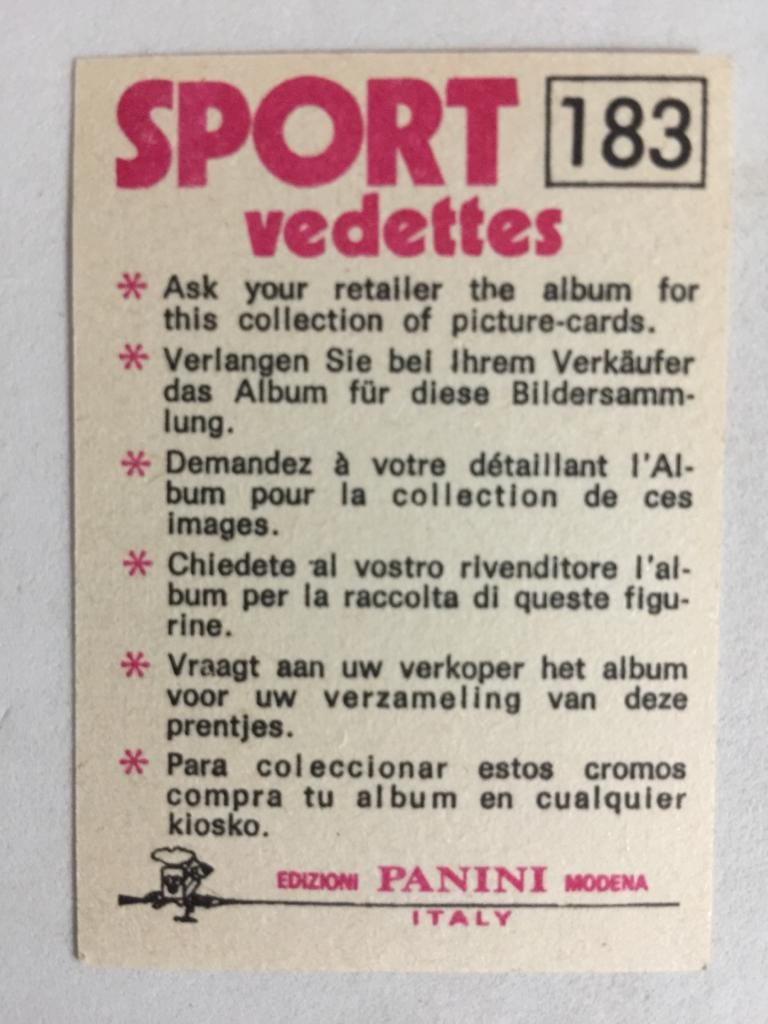 SPORT 183
vedettes
* Ask your retailer the album for
this collection of picture-cards.
* Verlangen Sie bei Ihrem Verkäufer
das Album für diese Bildersamm-
lung.
* Demandez à votre détaillant l'Al-
bum pour la collection de ces
images.
* Chiedete al vostro rivenditore l'al-
bum per la raccolta di queste figu-
rine.
* Vraagt aan uw verkoper het album
voor uw verzameling van deze
prentjes.
* Para coleccionar estos cromos
compra tu album en cualquier
kiosko.
EDIZIONI PANINI MODENA
ITALY